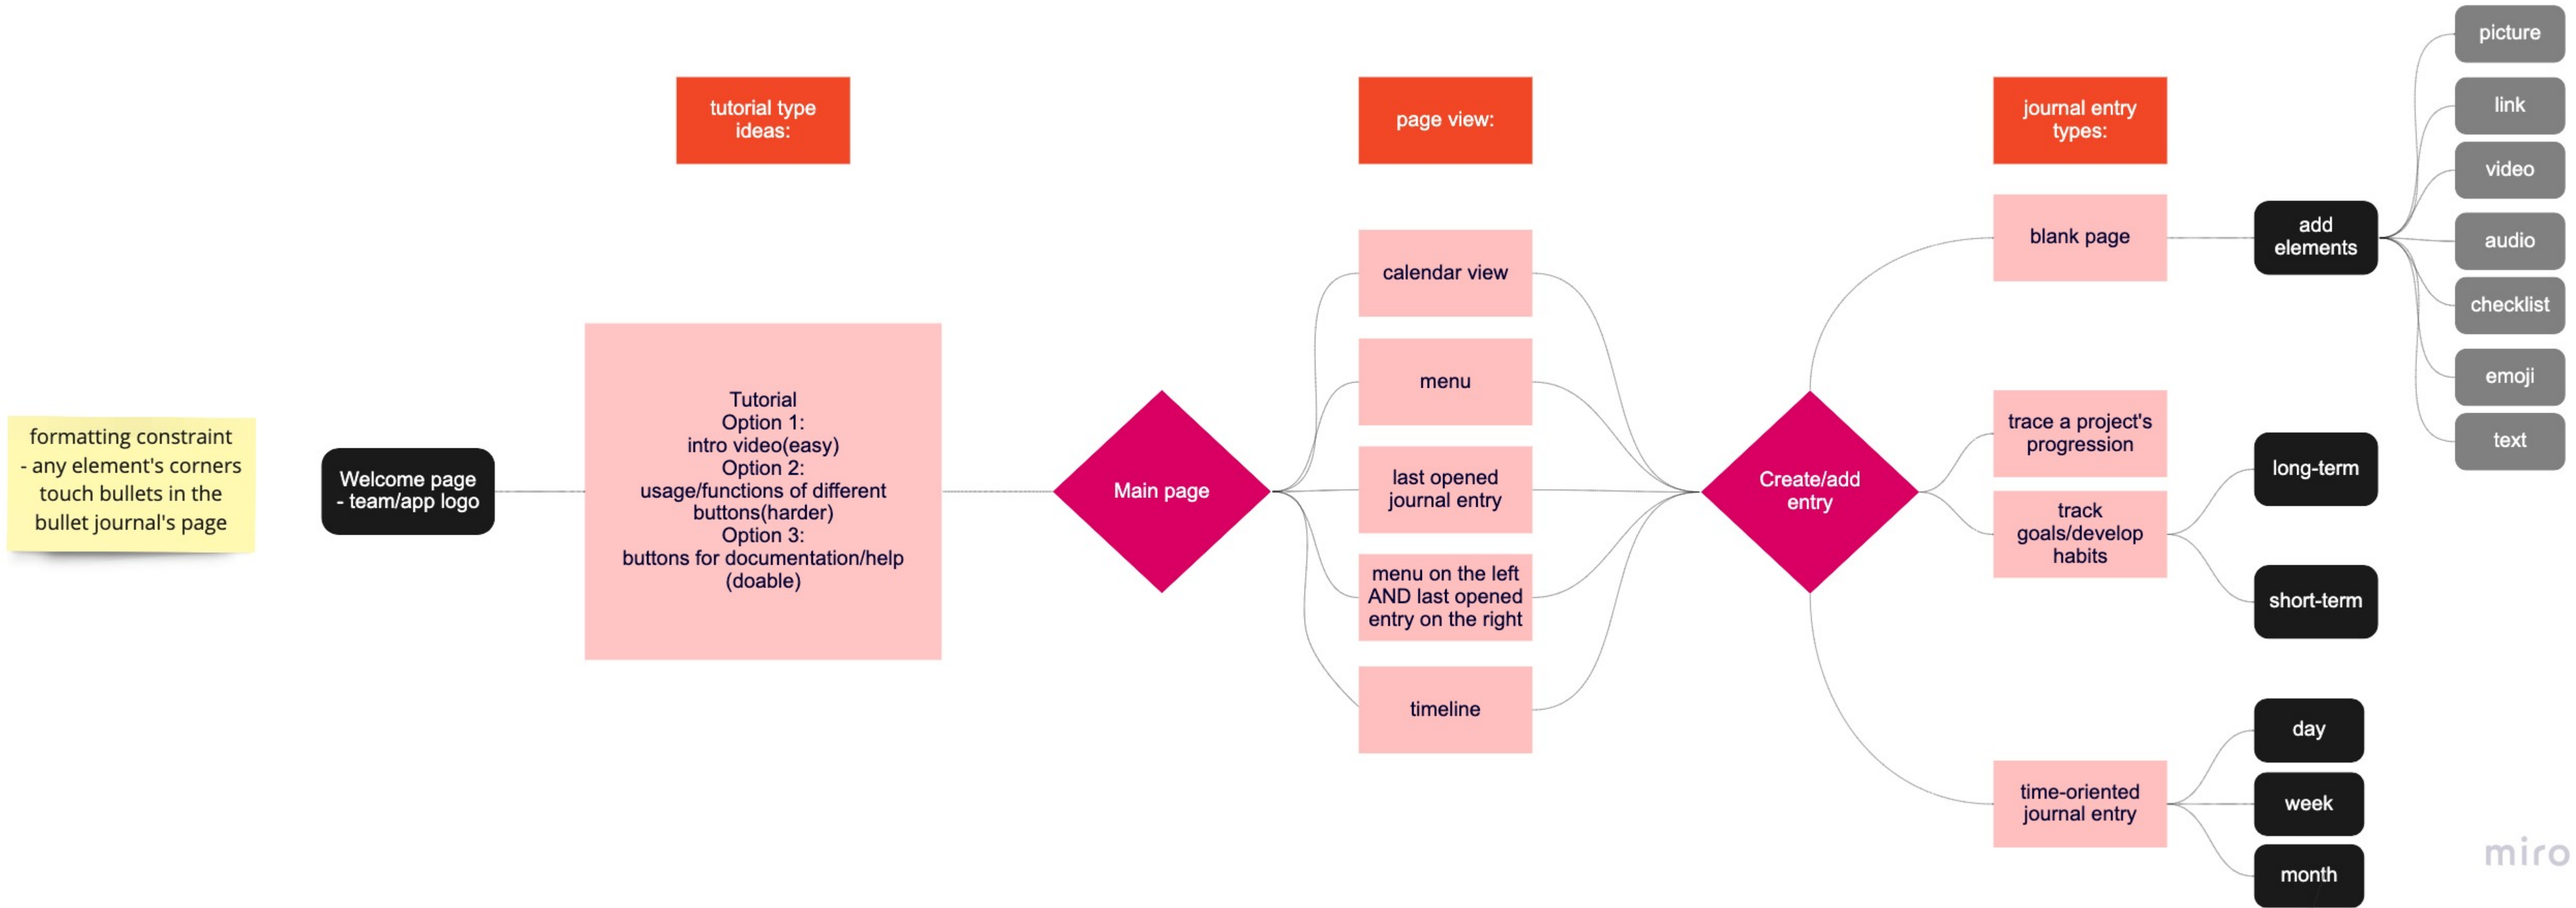 formatting constraint
- any element's corners
touch bullets in the
bullet journal's page
Welcome page
- team/app logo
tutorial type
ideas:
Tutorial
Option 1:
intro video(easy)
Option 2:
usage/functions of different
buttons(harder)
Option 3:
buttons for documentation/help
(doable)
Main page
page view:
calendar view
menu
last opened
journal entry
menu on the left
AND last opened
entry on the right
timeline
Create/add
entry
journal entry
types:
blank page
trace a project's
progression
track
goals/develop
habits
time-oriented
journal entry
add
elements
long-term
short-term
day
week
month
picture
link
video
audio
checklist
emoji
text
miro